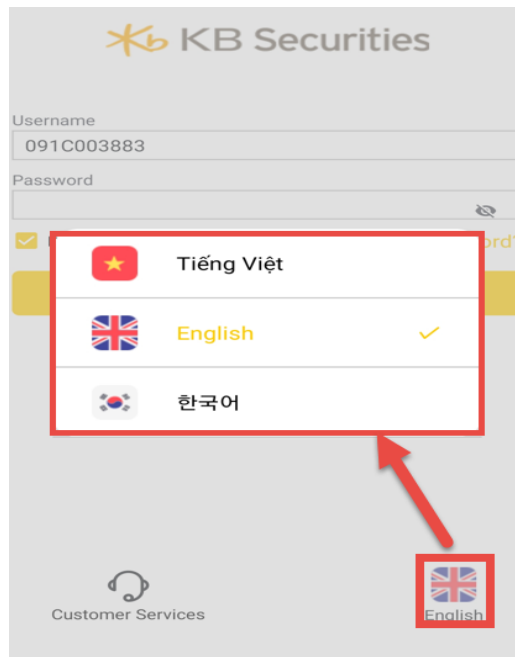 KB Securities
Username
091C003883
Password
Tiếng Việt
English
한국어
Customer Services
English